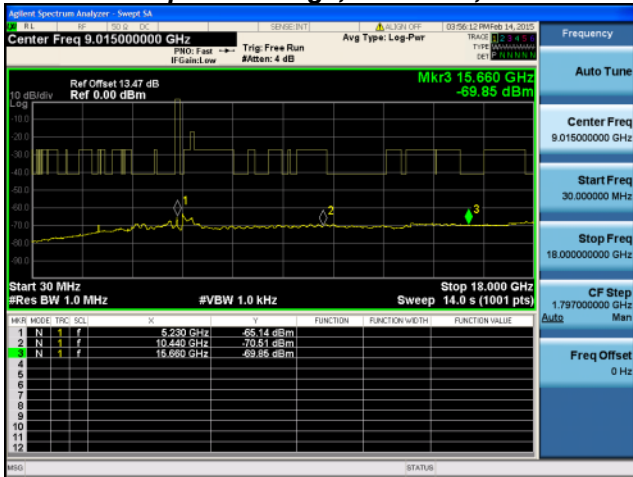 Agilent Spectrum Analyzer - Swept SA
RL RF 50 Ω DC SENSE:INT ALIGN OFF 03:56:12 PM Feb 14, 2015
Center Freq 9.015000000 GHz
PNO: Fast
IFGain:Low
Trig: Free Run
#Atten: 4 dB
Avg Type: Log-Pwr
TRACE 1 2 3 4 5 6
TYPE
DET P N N N N N
Frequency
Auto Tune
Center Freq
9.015000000 GHz
Start Freq
30.000000 MHz
Stop Freq
18.000000000 GHz
CF Step
1.797000000 GHz
Auto Man
Freq Offset
0 Hz
Ref Offset 13.47 dB
10 dB/div Ref 0.00 dBm
Log
Mkr3 15.660 GHz
-69.85 dBm
-10.0
-20.0
-30.0
-40.0
-50.0
-60.0
-70.0
-80.0
-90.0
1
2
3
Start 30 MHz Stop 18.000 GHz
#Res BW 1.0 MHz #VBW 1.0 kHz Sweep 14.0 s (1001 pts)
MKR MODE TRC SCL X Y FUNCTION FUNCTION WIDTH FUNCTION VALUE
1 N 1 f 5.230 GHz -65.14 dBm
2 N 1 f 10.440 GHz -70.51 dBm
3 N 1 f 15.660 GHz -69.85 dBm
4
5
6
7
8
9
10
11
12
MSG STATUS